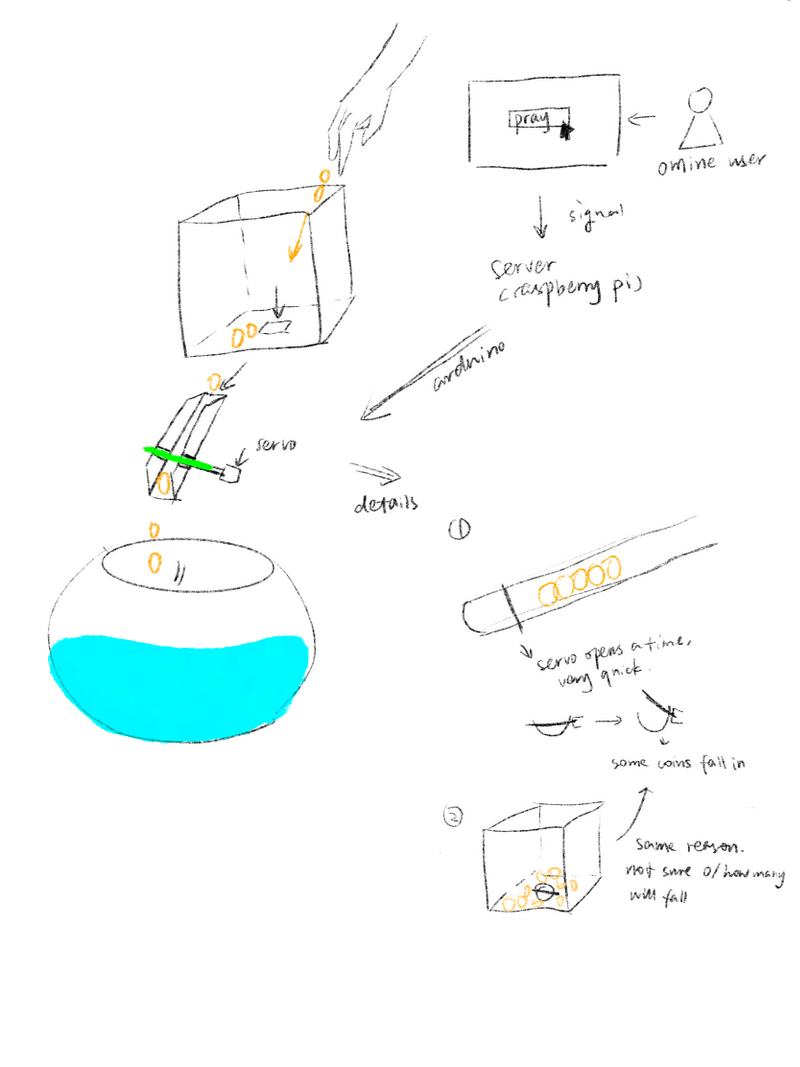 pray
online user
signal
server
(raspberry pi)
arduino
servo
details
①
servo opens a time,
very quick.
some coins fall in
②
same reason.
not sure 0/how many
will fall